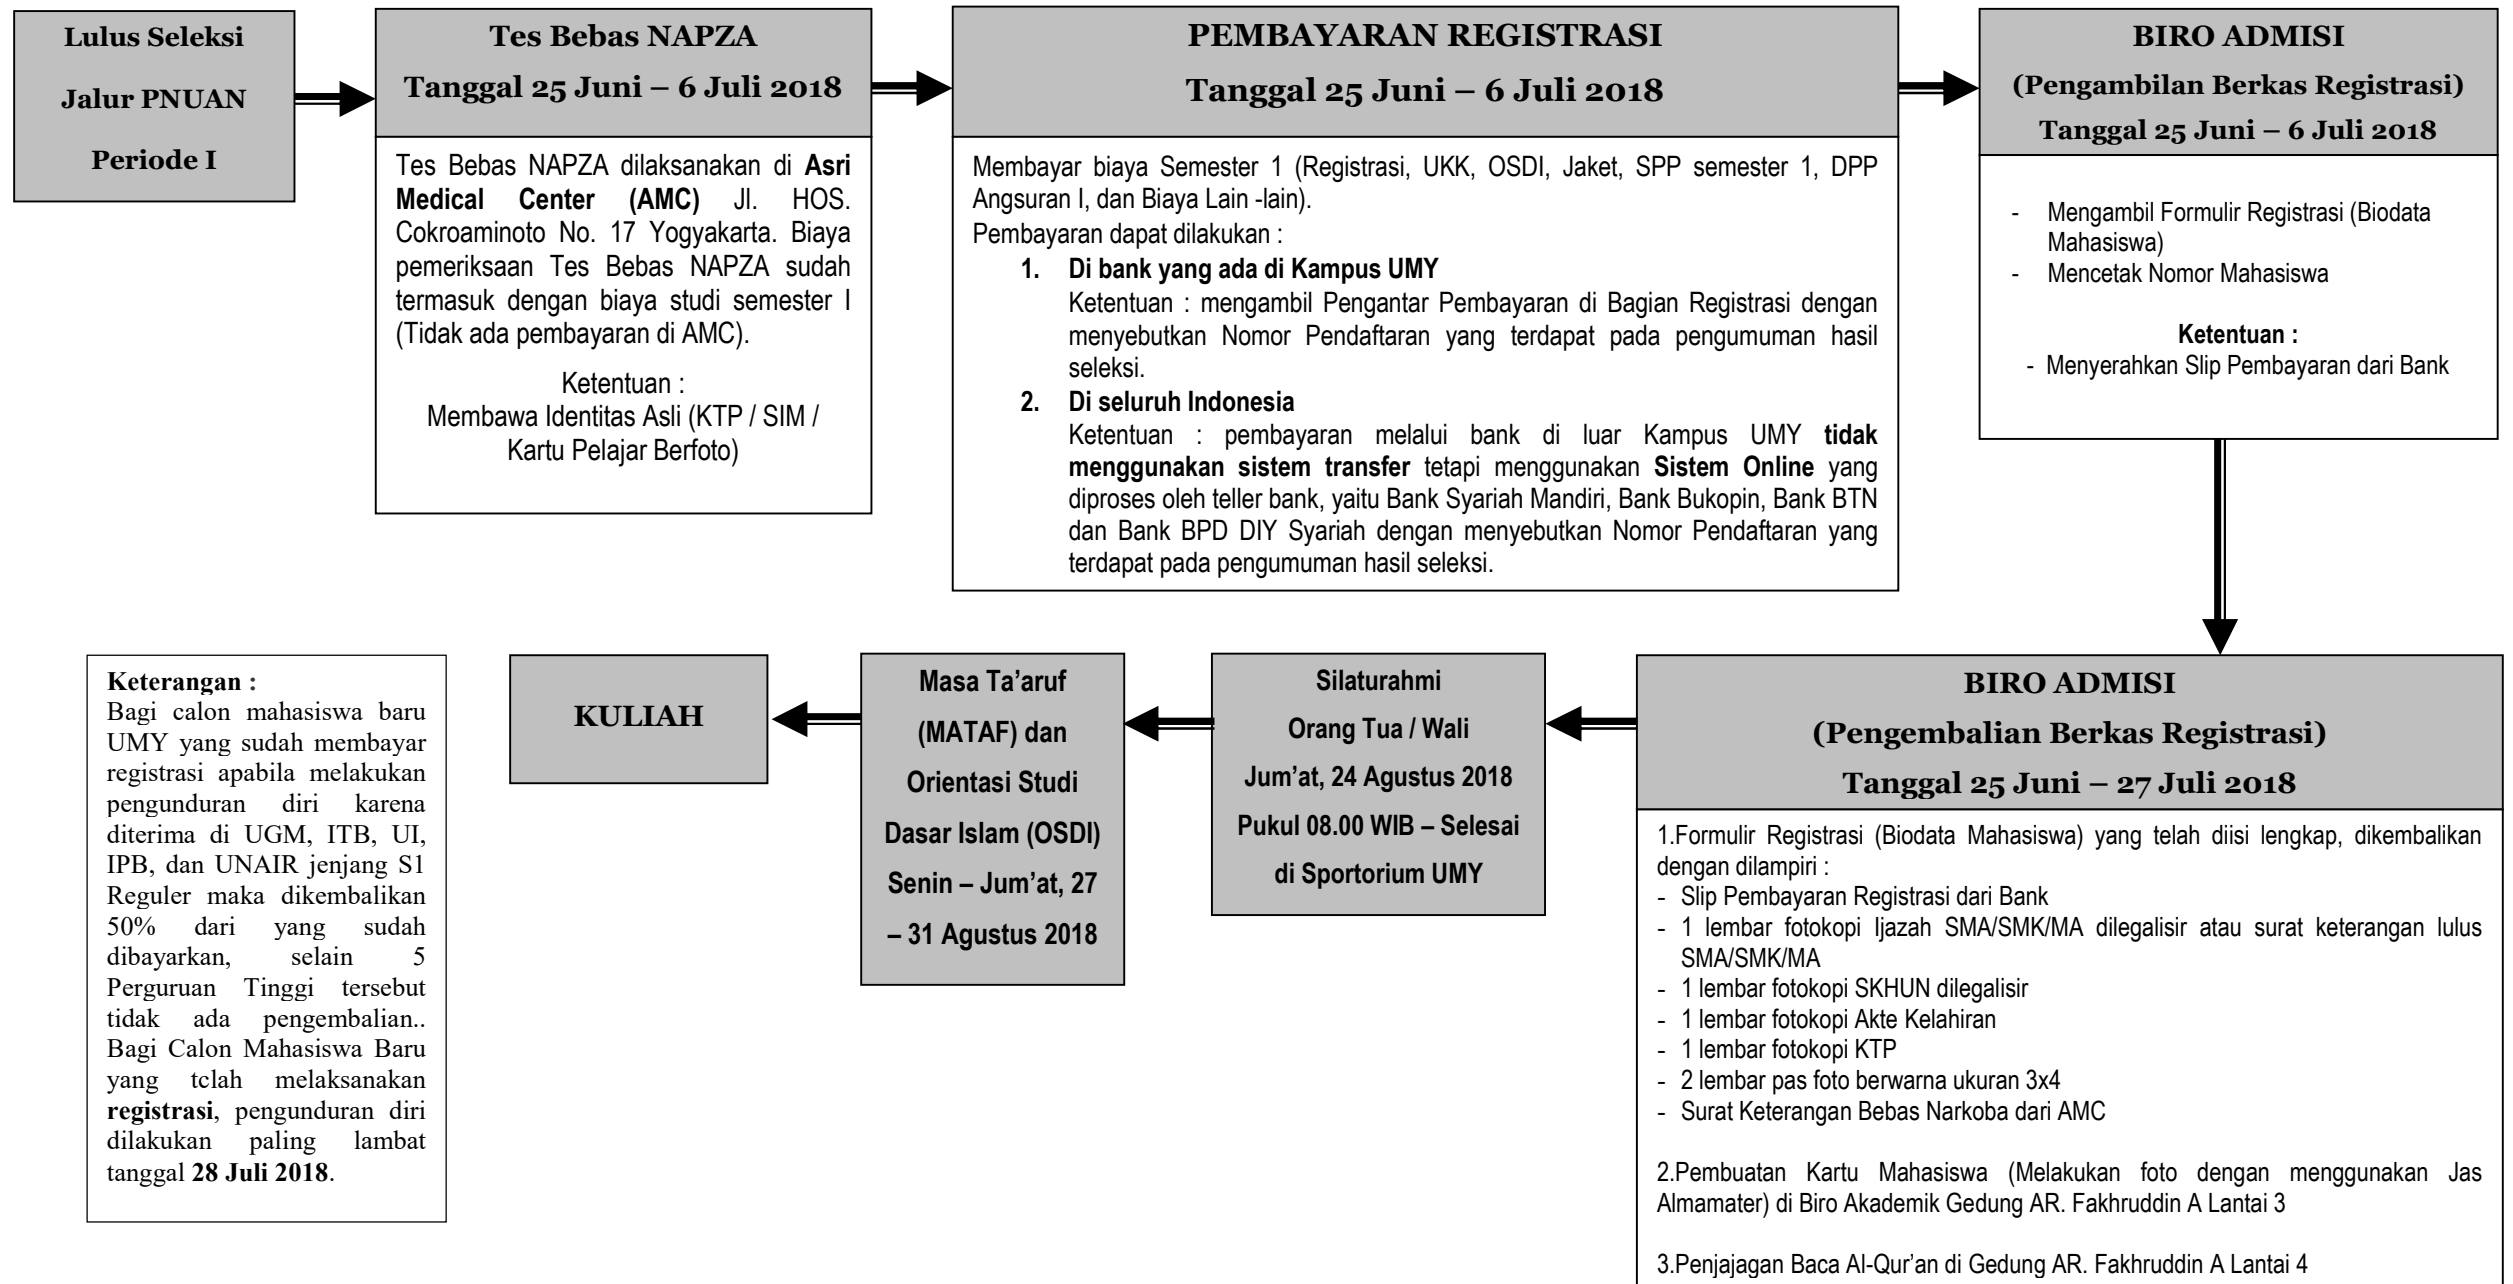 Lulus Seleksi
Jalur PNUAN
Periode I
Tes Bebas NAPZA
Tanggal 25 Juni – 6 Juli 2018
Tes Bebas NAPZA dilaksanakan di Asri
Medical Center (AMC) Jl. HOS.
Cokroaminoto No. 17 Yogyakarta. Biaya
pemeriksaan Tes Bebas NAPZA sudah
termasuk dengan biaya studi semester I
(Tidak ada pembayaran di AMC).
Ketentuan :
Membawa Identitas Asli (KTP / SIM /
Kartu Pelajar Berfoto)
PEMBAYARAN REGISTRASI
Tanggal 25 Juni – 6 Juli 2018
Membayar biaya Semester 1 (Registrasi, UKK, OSDI, Jaket, SPP semester 1, DPP
Angsuran I, dan Biaya Lain -lain).
Pembayaran dapat dilakukan :
1. Di bank yang ada di Kampus UMY
Ketentuan : mengambil Pengantar Pembayaran di Bagian Registrasi dengan
menyebutkan Nomor Pendaftaran yang terdapat pada pengumuman hasil
seleksi.
2. Di seluruh Indonesia
Ketentuan : pembayaran melalui bank di luar Kampus UMY tidak
menggunakan sistem transfer tetapi menggunakan Sistem Online yang
diproses oleh teller bank, yaitu Bank Syariah Mandiri, Bank Bukopin, Bank BTN
dan Bank BPD DIY Syariah dengan menyebutkan Nomor Pendaftaran yang
terdapat pada pengumuman hasil seleksi.
BIRO ADMISI
(Pengambilan Berkas Registrasi)
Tanggal 25 Juni – 6 Juli 2018
- Mengambil Formulir Registrasi (Biodata
Mahasiswa)
- Mencetak Nomor Mahasiswa
Ketentuan :
- Menyerahkan Slip Pembayaran dari Bank
BIRO ADMISI
(Pengembalian Berkas Registrasi)
Tanggal 25 Juni – 27 Juli 2018
1.Formulir Registrasi (Biodata Mahasiswa) yang telah diisi lengkap, dikembalikan
dengan dilampiri :
- Slip Pembayaran Registrasi dari Bank
- 1 lembar fotokopi Ijazah SMA/SMK/MA dilegalisir atau surat keterangan lulus
SMA/SMK/MA
- 1 lembar fotokopi SKHUN dilegalisir
- 1 lembar fotokopi Akte Kelahiran
- 1 lembar fotokopi KTP
- 2 lembar pas foto berwarna ukuran 3x4
- Surat Keterangan Bebas Narkoba dari AMC
2.Pembuatan Kartu Mahasiswa (Melakukan foto dengan menggunakan Jas
Almamater) di Biro Akademik Gedung AR. Fakhruddin A Lantai 3
3.Penjajagan Baca Al-Qur'an di Gedung AR. Fakhruddin A Lantai 4
Silaturahmi
Orang Tua / Wali
Jum'at, 24 Agustus 2018
Pukul 08.00 WIB – Selesai
di Sportorium UMY
Masa Ta'aruf
(MATAF) dan
Orientasi Studi
Dasar Islam (OSDI)
Senin – Jum'at, 27
– 31 Agustus 2018
KULIAH
Keterangan :
Bagi calon mahasiswa baru
UMY yang sudah membayar
registrasi apabila melakukan
pengunduran diri karena
diterima di UGM, ITB, UI,
IPB, dan UNAIR jenjang S1
Reguler maka dikembalikan
50% dari yang sudah
dibayarkan, selain 5
Perguruan Tinggi tersebut
tidak ada pengembalian..
Bagi Calon Mahasiswa Baru
yang tclah melaksanakan
registrasi, pengunduran diri
dilakukan paling lambat
tanggal 28 Juli 2018.